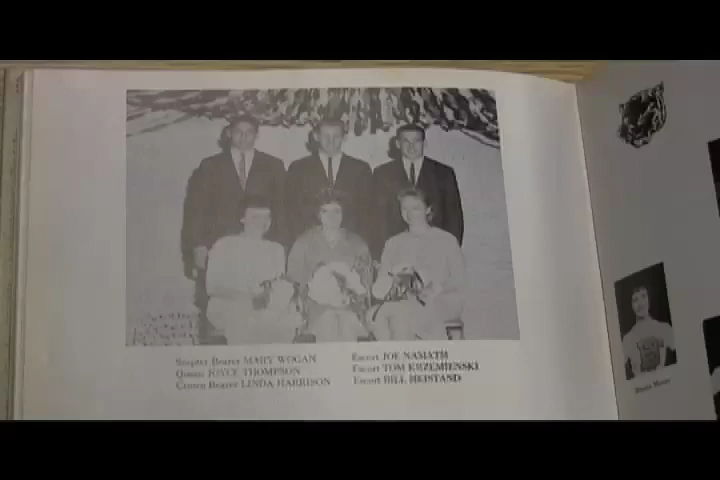 Scepter Bearer MARY WOGAN
Queen JOYCE THOMPSON
Crown Bearer LINDA HARRISON
Escort JOE NAMATH
Escort TOM KRZEMIENSKI
Escort BILL HEISTAND